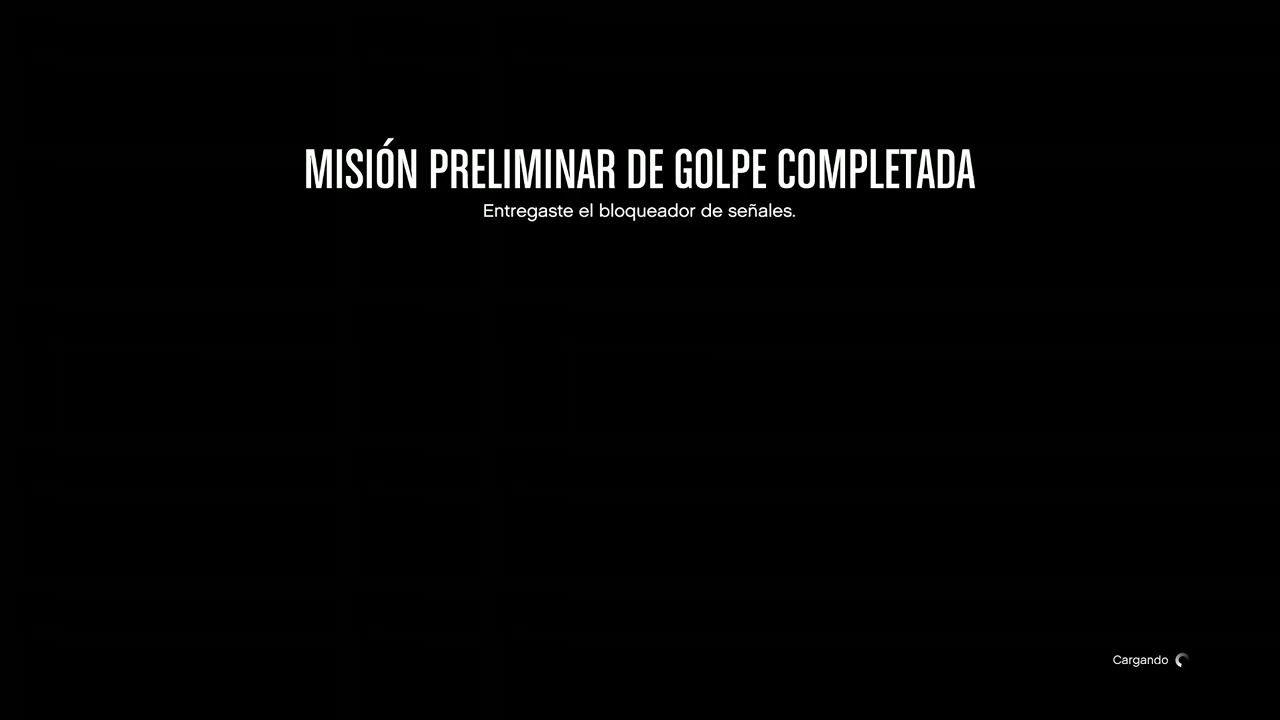 MISIÓN PRELIMINAR DE GOLPE COMPLETADA
Entregaste el bloqueador de señales.
Cargando